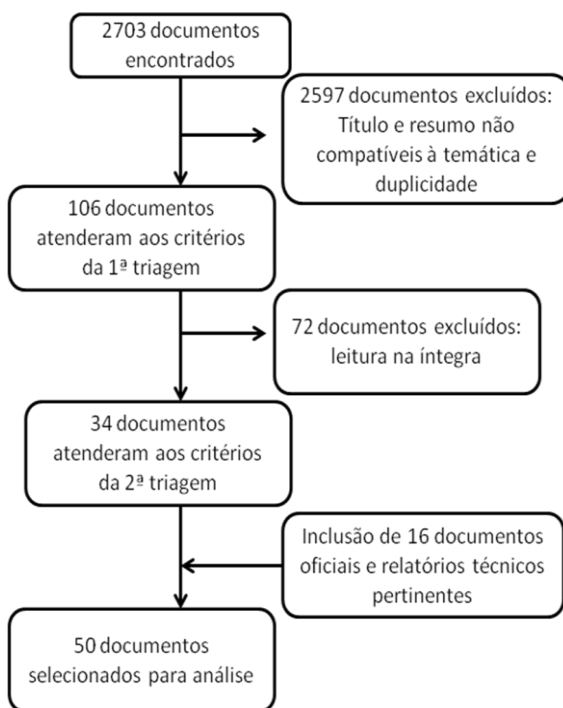 2703 documentos
encontrados
2597 documentos excluídos:
Título e resumo não
compatíveis à temática e
duplicidade
106 documentos
atenderam aos critérios
da 1ª triagem
72 documentos excluídos:
leitura na íntegra
34 documentos
atenderam aos critérios
da 2ª triagem
Inclusão de 16 documentos
oficiais e relatórios técnicos
pertinentes
50 documentos
selecionados para análise